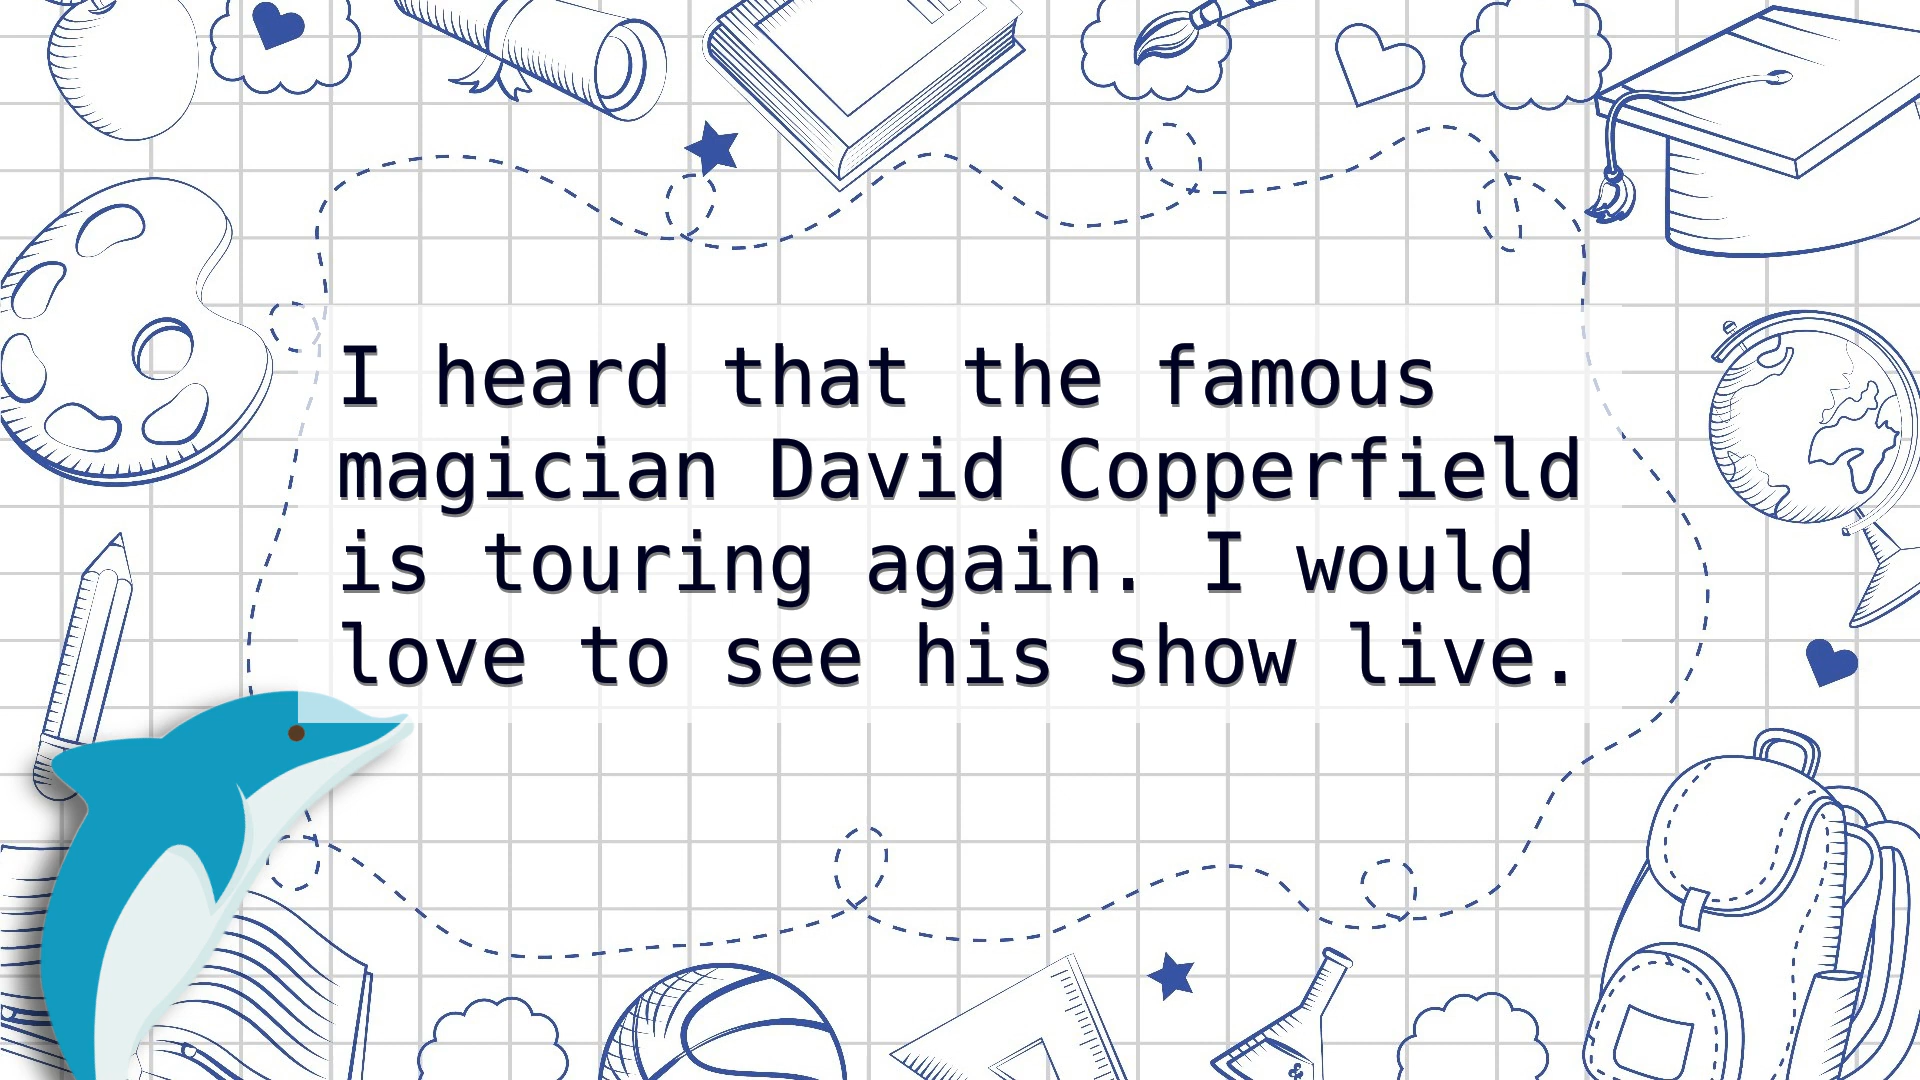 I heard that the famous
magician David Copperfield
is touring again. I would
love to see his show live.